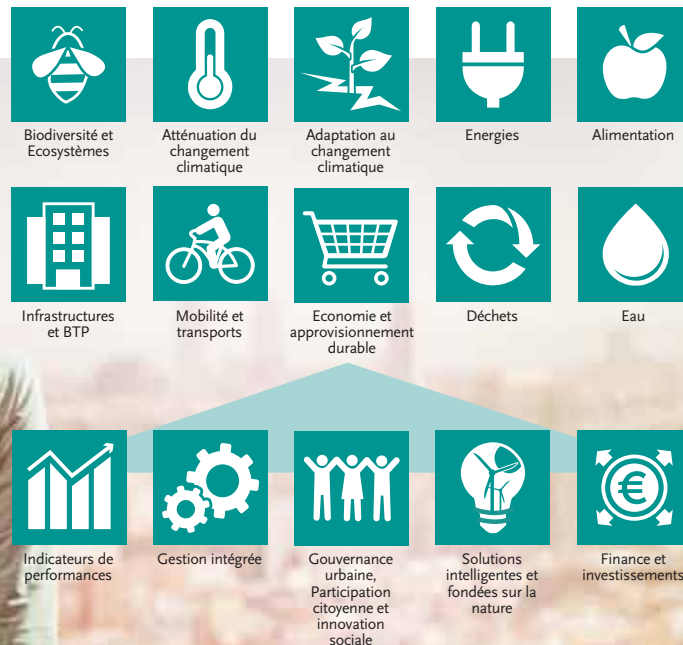 Biodiversité et
Ecosystèmes
Atténuation du
changement
climatique
Adaptation au
changement
climatique
Energies
Alimentation
Infrastructures
et BTP
Mobilité et
transports
Economie et
approvisionnement
durable
Déchets
Eau
Indicateurs de
performances
Gestion intégrée
Gouvernance
urbaine,
Participation
citoyenne et
innovation
sociale
Solutions
intelligentes et
fondées sur la
nature
€
Finance et
investissements